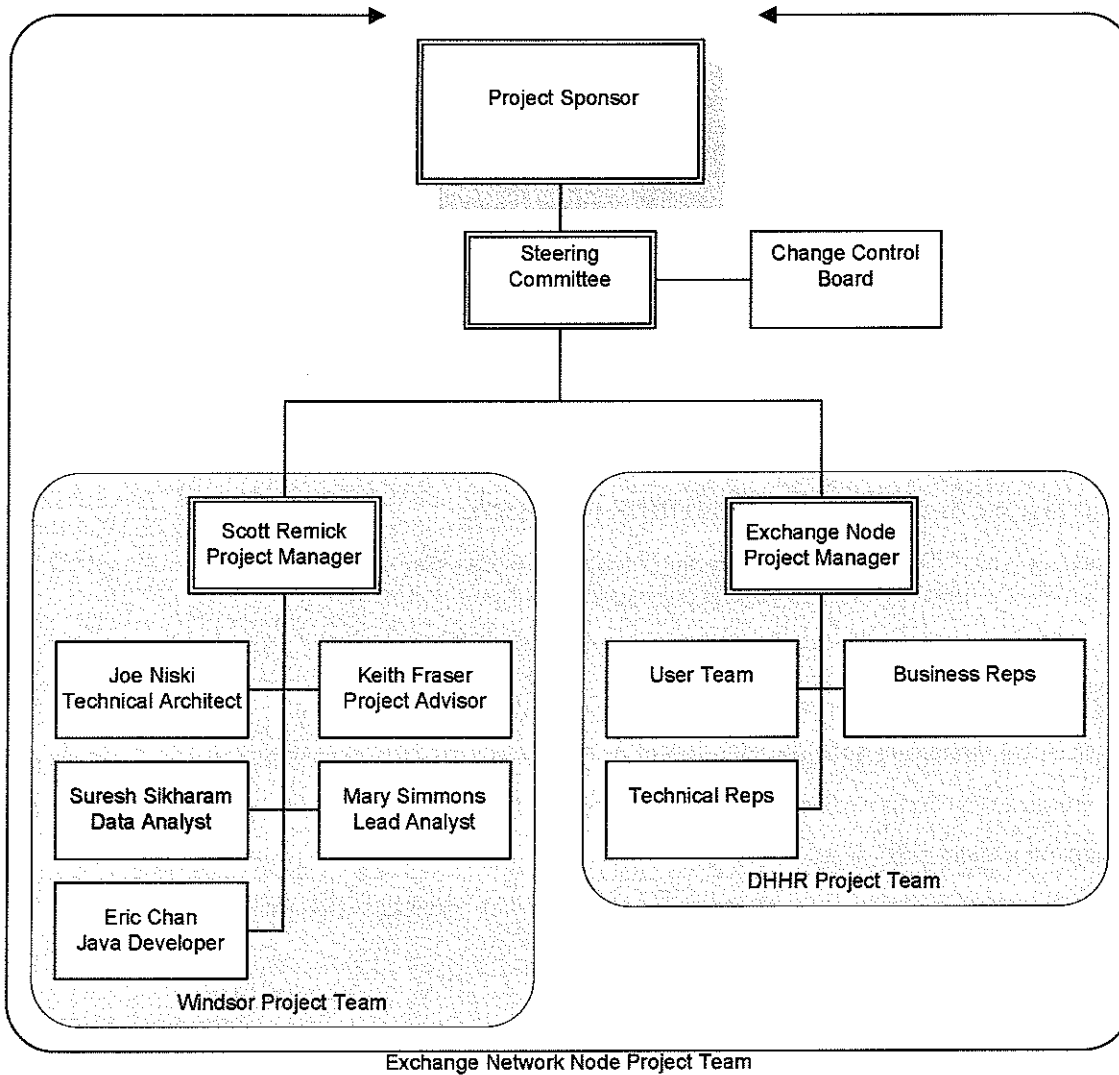 Project Sponsor
Steering
Committee
Change Control
Board
Scott Remick
Project Manager
Joe Niski
Technical Architect
Keith Fraser
Project Advisor
Suresh Sikharam
Data Analyst
Mary Simmons
Lead Analyst
Eric Chan
Java Developer
Windsor Project Team
Exchange Node
Project Manager
User Team
Business Reps
Technical Reps
DHHR Project Team
Exchange Network Node Project Team